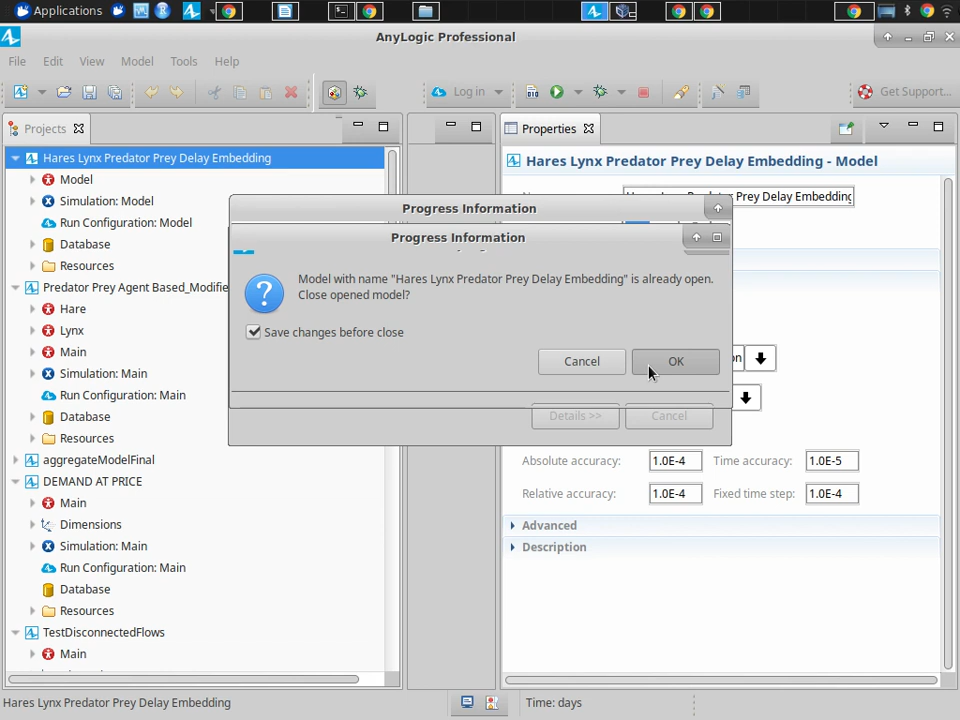 Applications
AnyLogic Professional
File Edit View Model Tools Help
Log in
Get Support...
Projects
Properties
Hares Lynx Predator Prey Delay Embedding
Model
Simulation: Model
Run Configuration: Model
Database
Resources
Predator Prey Agent Based_Modifie
Hare
Lynx
Main
Simulation: Main
Run Configuration: Main
Database
Resources
aggregateModelFinal
DEMAND AT PRICE
Main
Dimensions
Simulation: Main
Run Configuration: Main
Database
Resources
TestDisconnectedFlows
Main
Hares Lynx Predator Prey Delay Embedding - Model
Prey Delay Embedding
Progress Information
Progress Information
Model with name "Hares Lynx Predator Prey Delay Embedding" is already open.
Close opened model?
Save changes before close
Cancel OK
Details >> Cancel
on
Absolute accuracy: 1.0E-4 Time accuracy: 1.0E-5
Relative accuracy: 1.0E-4 Fixed time step: 1.0E-4
Advanced
Description
Hares Lynx Predator Prey Delay Embedding
Time: days